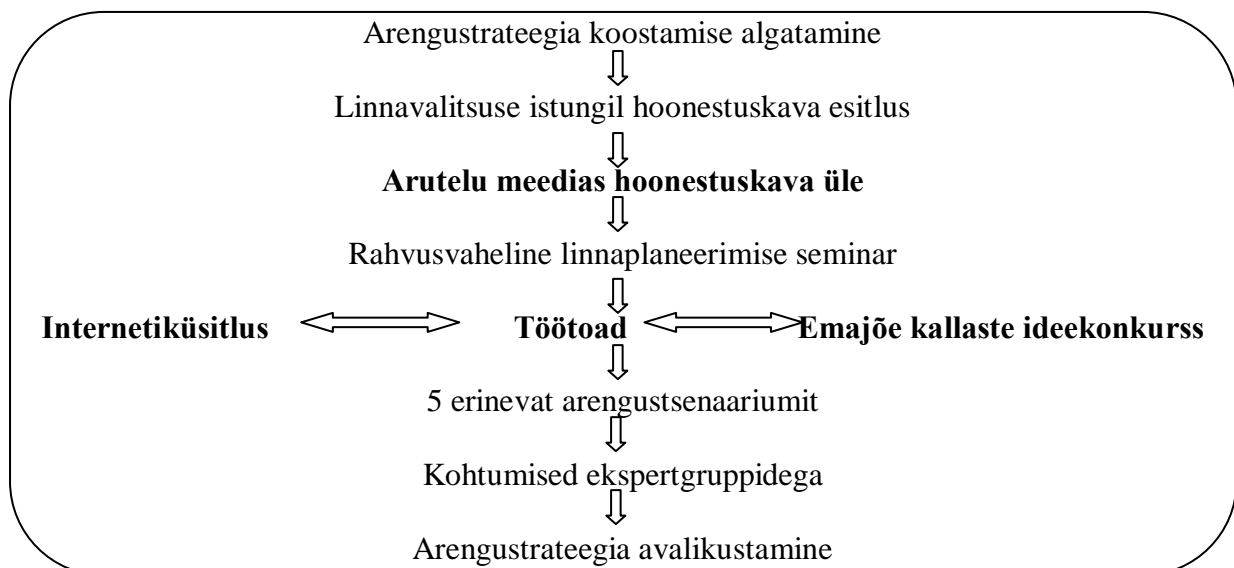 Arengustrateegia koostamise algatamine
Linnavalitsuse istungil hoonestuskava esitlus
Arutelu meedias hoonestuskava üle
Rahvusvaheline linnaplaneerimise seminar
Internetiküsitlus Töötoad Emajõe kallaste ideekonkurss
5 erinevat arengustsenaariumit
Kohtumised ekspertgruppidega
Arengustrateegia avalikustamine